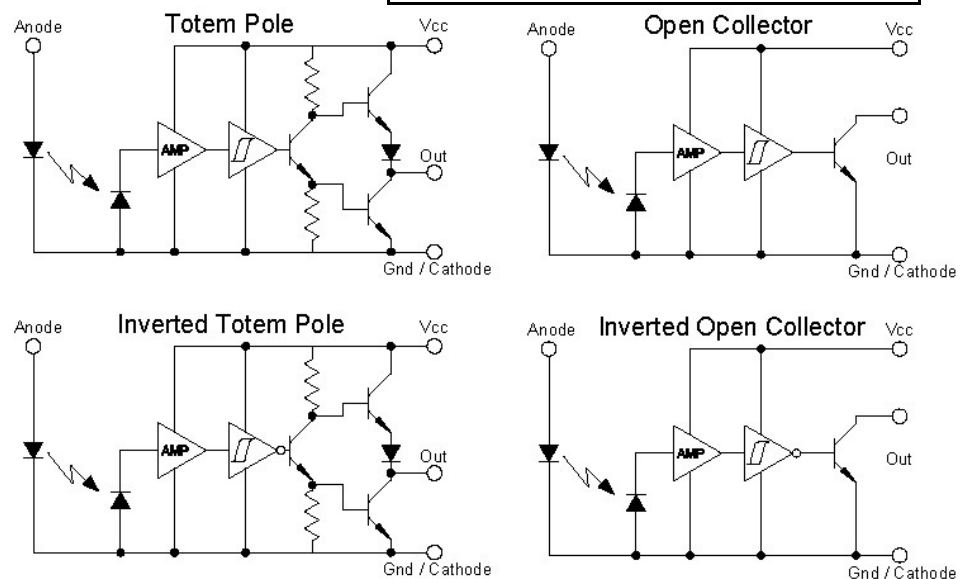 Totem Pole
Anode
Vcc
AMP
Out
Gnd / Cathode
Open Collector
Anode
Vcc
AMP
Out
Gnd / Cathode
Inverted Totem Pole
Anode
Vcc
AMP
Out
Gnd / Cathode
Inverted Open Collector
Anode
Vcc
AMP
Out
Gnd / Cathode